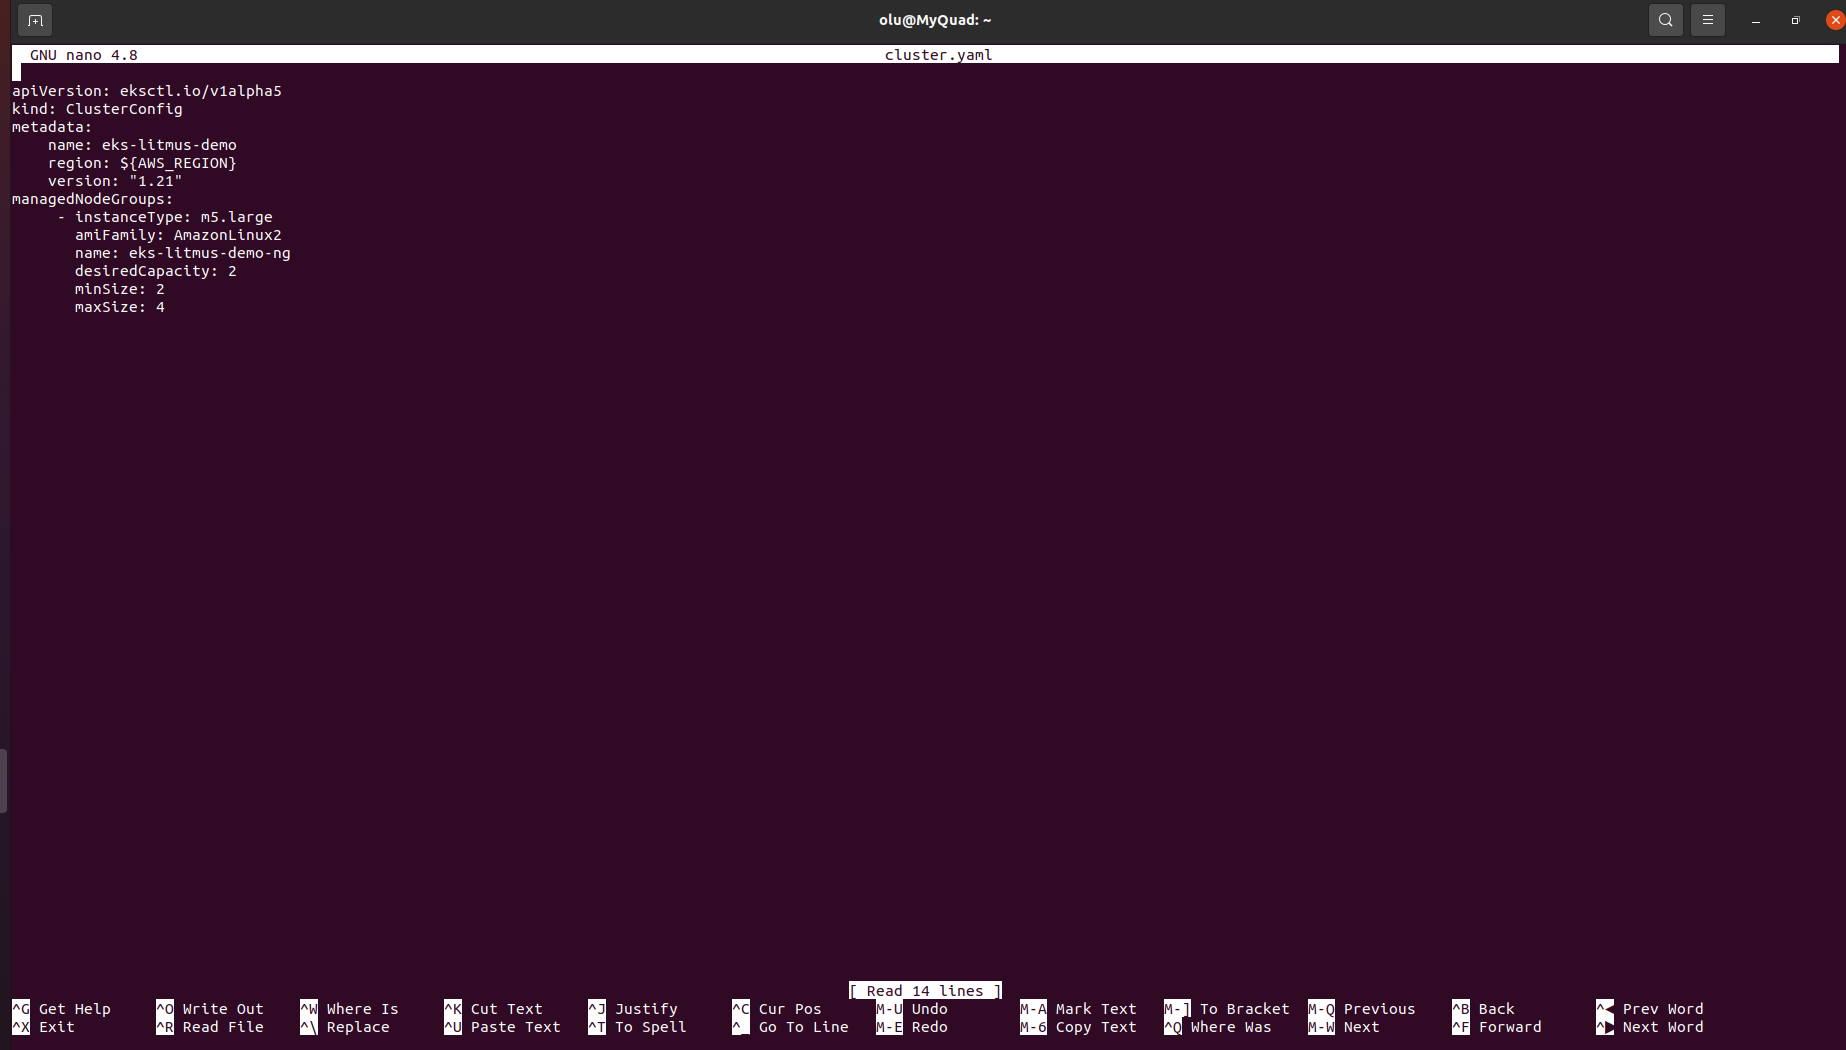 olu@MyQuad: ~
GNU nano 4.8 cluster.yaml
apiVersion: eksctl.io/v1alpha5
kind: ClusterConfig
metadata:
    name: eks-litmus-demo
    region: ${AWS_REGION}
    version: "1.21"
managedNodeGroups:
     - instanceType: m5.large
       amiFamily: AmazonLinux2
       name: eks-litmus-demo-ng
       desiredCapacity: 2
       minSize: 2
       maxSize: 4
[ Read 14 lines ]
^G Get Help ^O Write Out ^W Where Is ^K Cut Text ^J Justify ^C Cur Pos M-U Undo M-A Mark Text M-] To Bracket M-Q Previous ^B Back ^◀ Prev Word
^X Exit ^R Read File ^\ Replace ^U Paste Text ^T To Spell ^_ Go To Line M-E Redo M-6 Copy Text ^Q Where Was M-W Next ^F Forward ^▶ Next Word